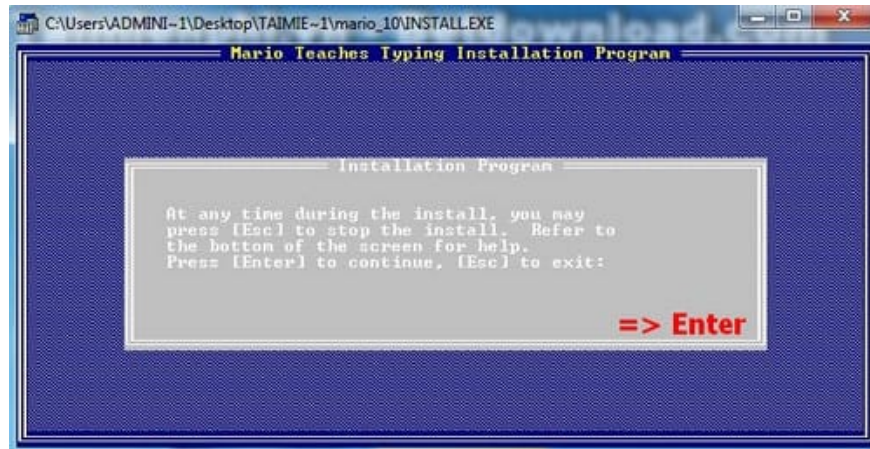 C:\Users\ADMINI~1\Desktop\TAIMIE~1\mario_10\INSTALL.EXE
Mario Teaches Typing Installation Program
Installation Program
At any time during the install, you may
press [Esc] to stop the install.  Refer to
the bottom of the screen for help.
Press [Enter] to continue, [Esc] to exit:
=> Enter